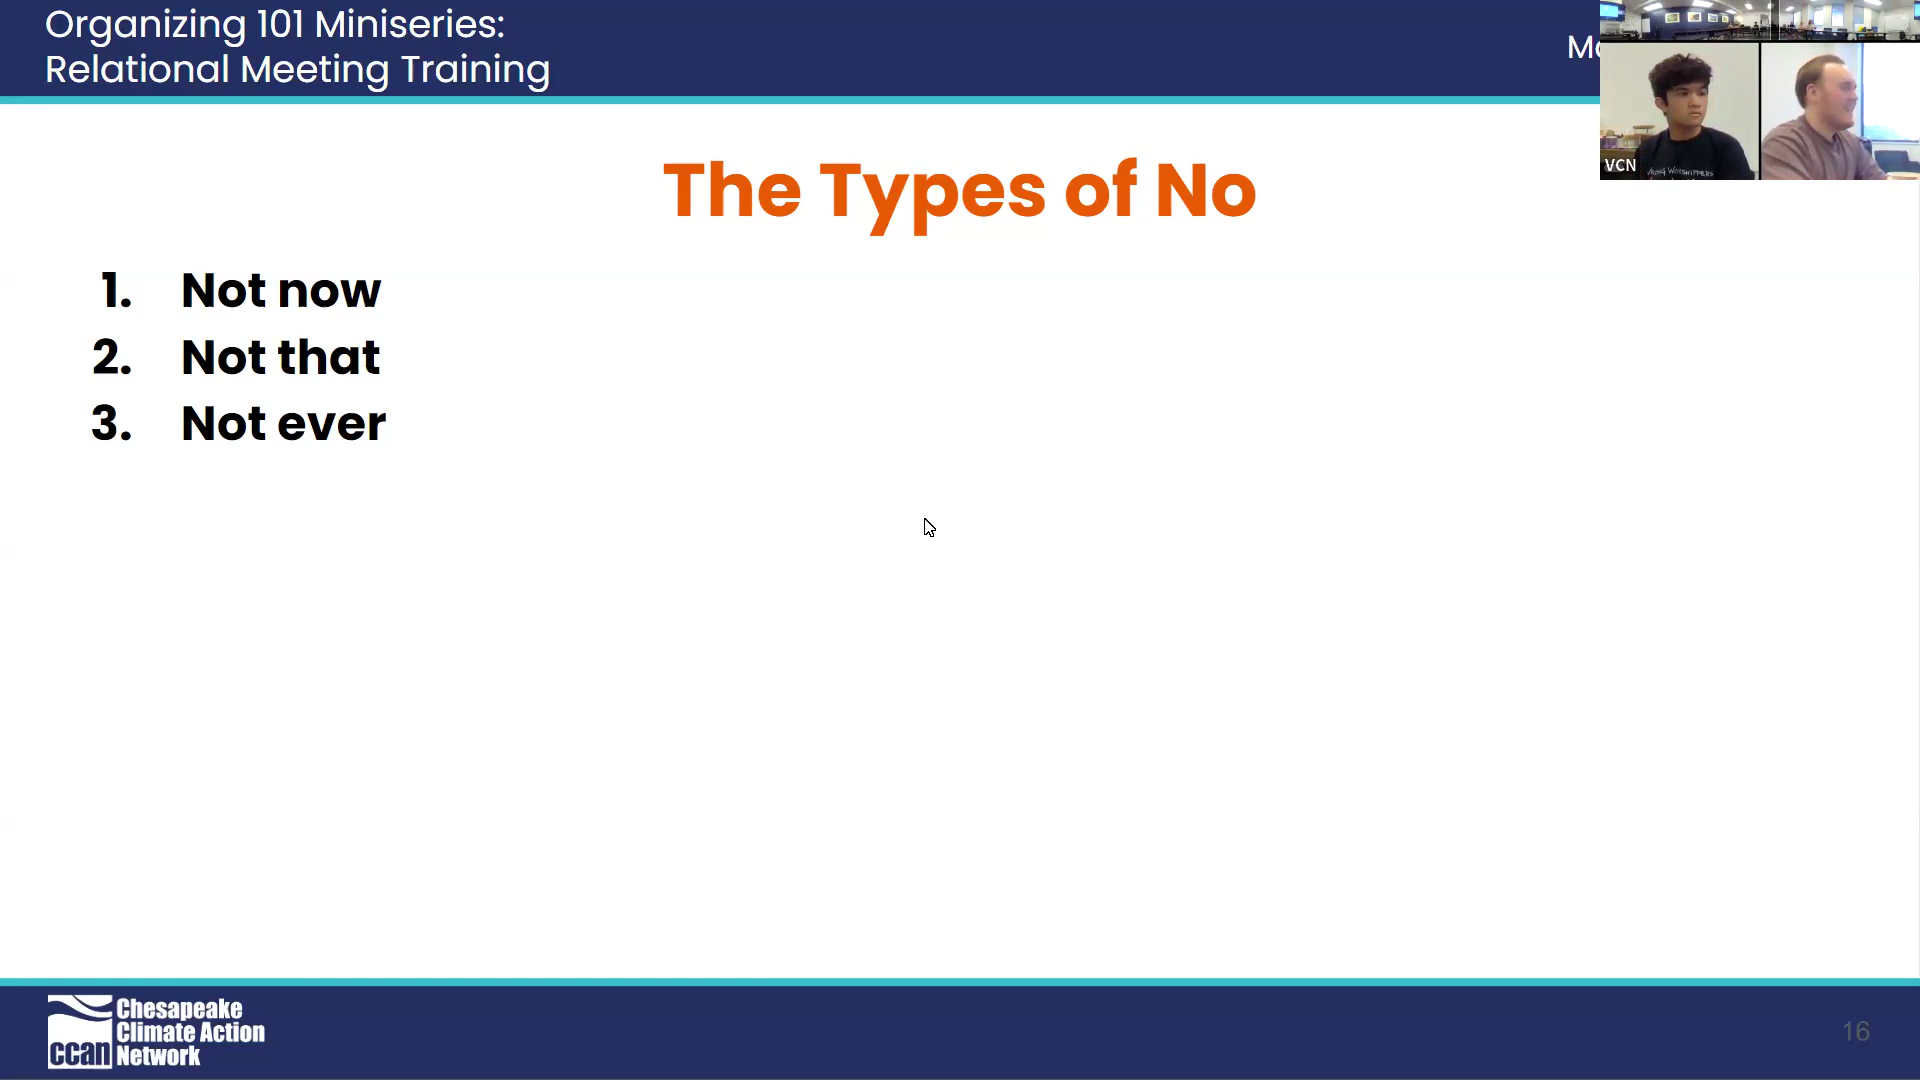 Organizing 101 Miniseries:
Relational Meeting Training
VCN
The Types of No
1. Not now
2. Not that
3. Not ever
ccan
Chesapeake
Climate Action
Network
16